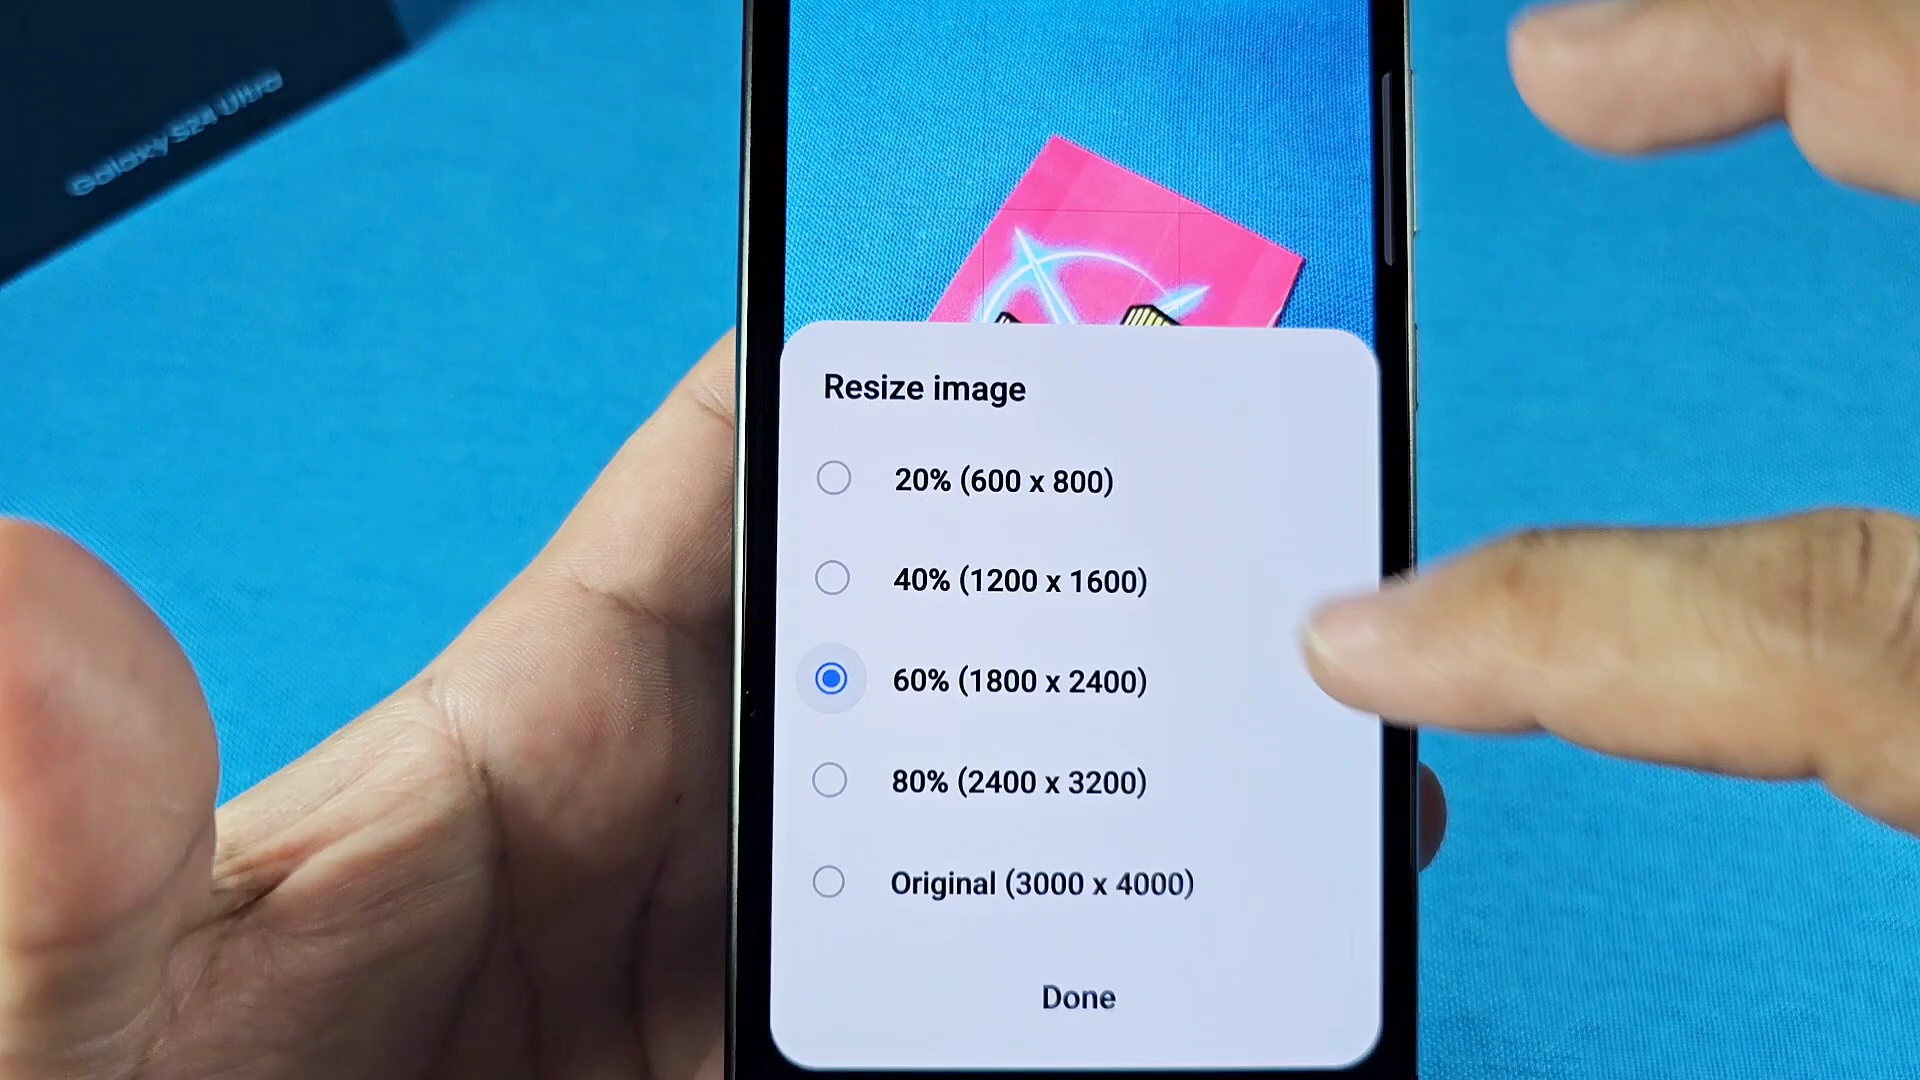 Galaxy S24 Ultra
Resize image
20% (600 x 800)
40% (1200 x 1600)
60% (1800 x 2400)
80% (2400 x 3200)
Original (3000 x 4000)
Done